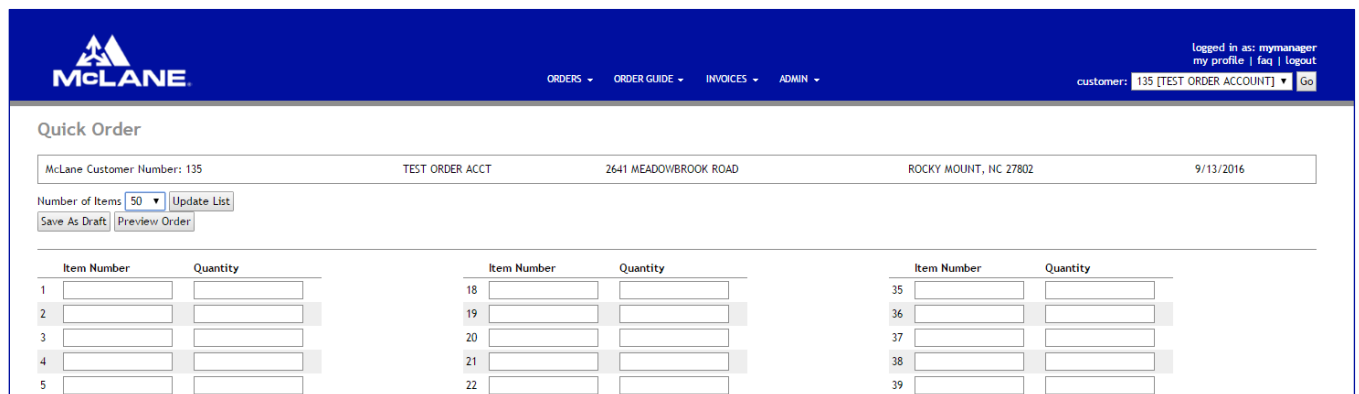 McLANE
logged in as: mymanager
my profile | faq | logout
ORDERS ORDER GUIDE INVOICES ADMIN
customer: 135 [TEST ORDER ACCOUNT] Go
Quick Order
McLane Customer Number: 135 TEST ORDER ACCT 2641 MEADOWBROOK ROAD ROCKY MOUNT, NC 27802 9/13/2016
Number of Items 50 Update List
Save As Draft Preview Order
Item Number Quantity Item Number Quantity Item Number Quantity
1 18 35
2 19 36
3 20 37
4 21 38
5 22 39